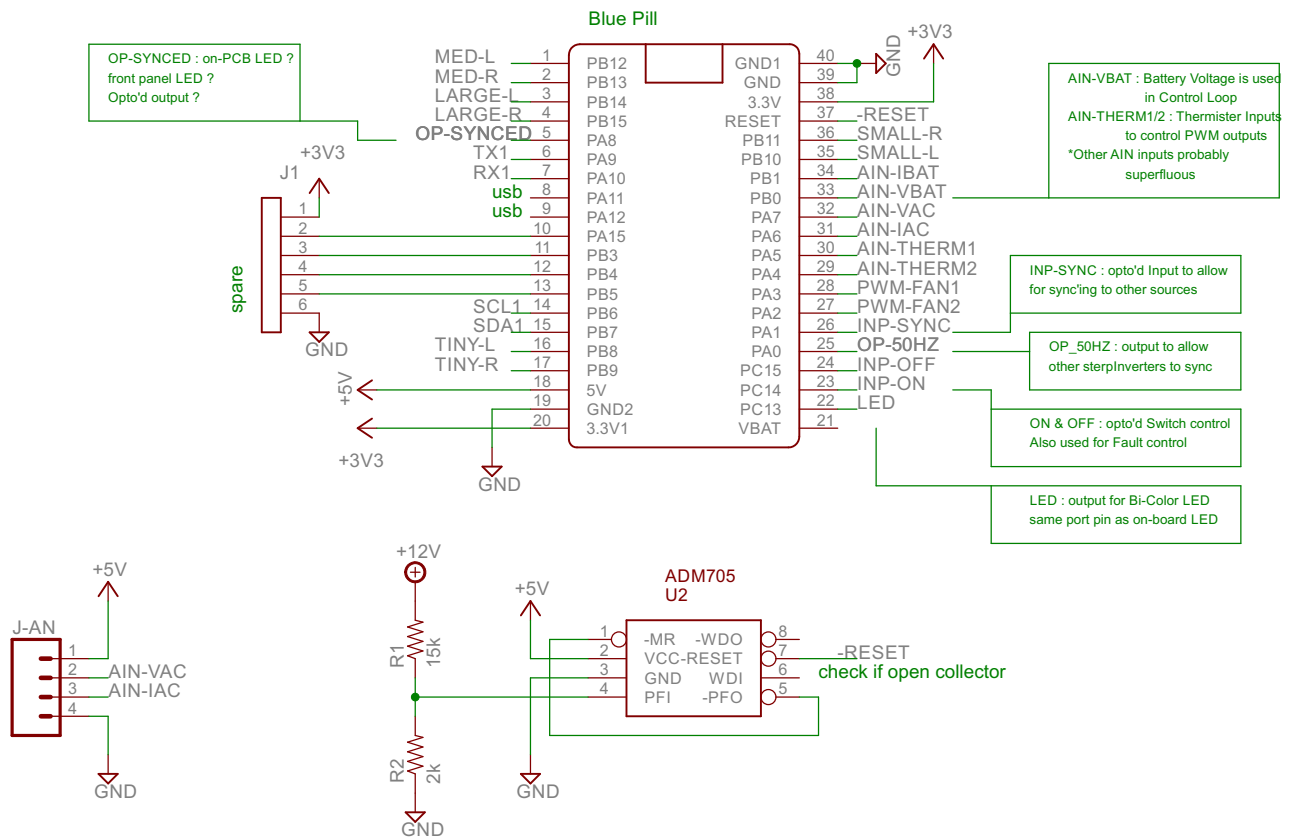 Blue Pill
OP-SYNCED : on-PCB LED ?
front panel LED ?
Opto'd output ?
MED-L 1 PB12
MED-R 2 PB13
LARGE-L 3 PB14
LARGE-R 4 PB15
OP-SYNCED 5 PA8
TX1 6 PA9
RX1 7 PA10
usb 8 PA11
usb 9 PA12
10 PA15
11 PB3
12 PB4
13 PB5
SCL1 14 PB6
SDA1 15 PB7
TINY-L 16 PB8
TINY-R 17 PB9
+5V 18 5V
19 GND2
20 3.3V1
+3V3
GND
GND1 40
GND 39
3.3V 38
RESET 37 -RESET
PB11 36 SMALL-R
PB10 35 SMALL-L
PB1 34 AIN-IBAT
PB0 33 AIN-VBAT
PA7 32 AIN-VAC
PA6 31 AIN-IAC
PA5 30 AIN-THERM1
PA4 29 AIN-THERM2
PA3 28 PWM-FAN1
PA2 27 PWM-FAN2
PA1 26 INP-SYNC
PA0 25 OP-50HZ
PC15 24 INP-OFF
PC14 23 INP-ON
PC13 22 LED
VBAT 21
GND
+3V3
+3V3
J1
1
2
3
4
5
6
spare
GND
AIN-VBAT : Battery Voltage is used
in Control Loop
AIN-THERM1/2 : Thermister Inputs
to control PWM outputs
*Other AIN inputs probably
superfluous
INP-SYNC : opto'd Input to allow
for sync'ing to other sources
OP_50HZ : output to allow
other sterpInverters to sync
ON & OFF : opto'd Switch control
Also used for Fault control
LED : output for Bi-Color LED
same port pin as on-board LED
+5V
J-AN
1
2 AIN-VAC
3 AIN-IAC
4
GND
+12V
R1
15k
R2
2k
GND
+5V
ADM705
U2
1 -MR -WDO 8
2 VCC -RESET 7 -RESET
3 GND WDI 6
4 PFI -PFO 5
check if open collector
GND